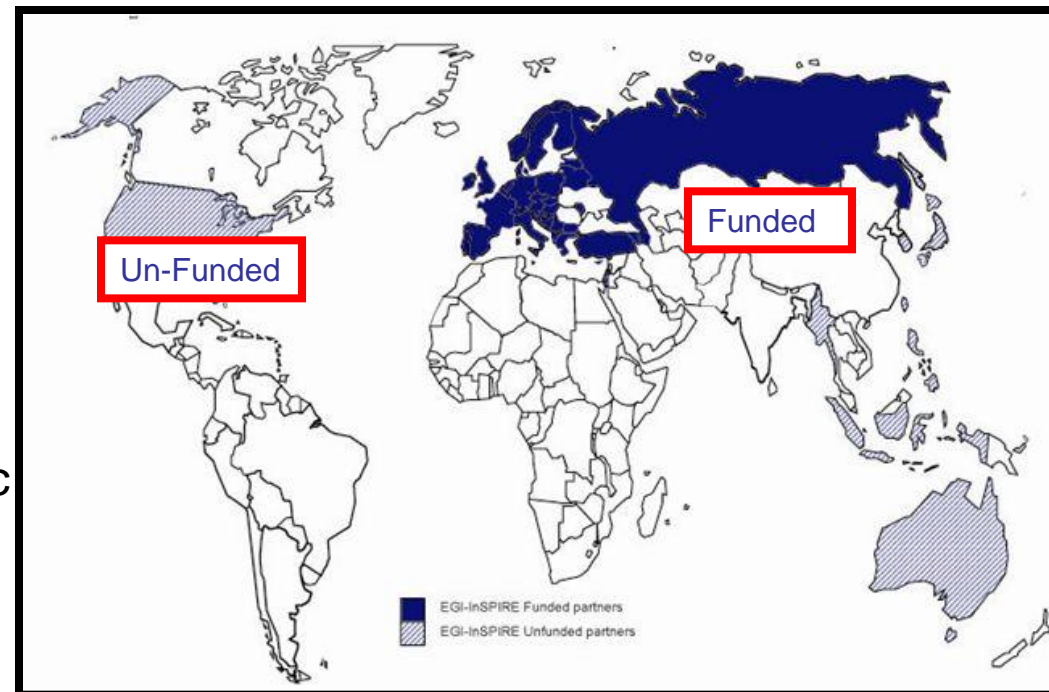 Funded
Un-Funded
c
EGI-InSPIRE Funded partners
EGI-InSPIRE Unfunded partners